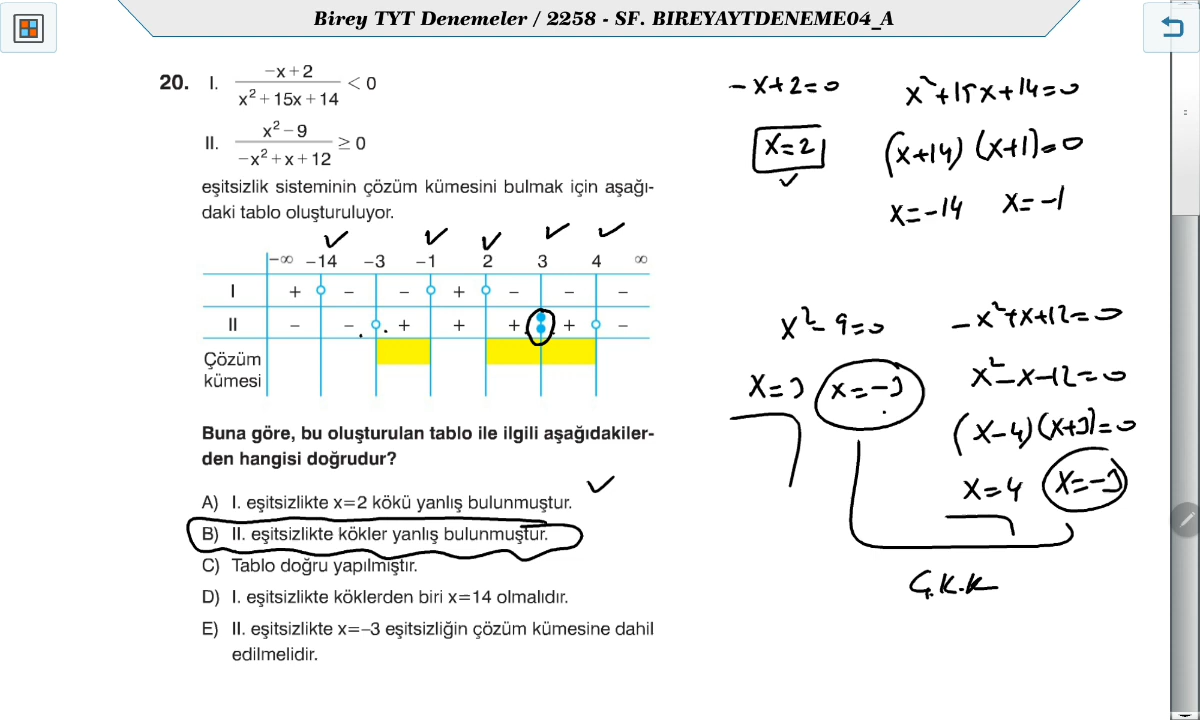 Birey TYT Denemeler / 2258 - SF. BIREYAYTDENEME04_A
20. I. -x+2 / x² + 15x + 14 < 0
II. x² - 9 / -x² + x + 12 ≥ 0
eşitsizlik sisteminin çözüm kümesini bulmak için aşağı-
daki tablo oluşturuluyor.
-∞ -14 -3 -1 2 3 4 ∞
I + - - + - - -
II - - + + + + -
Çözüm
kümesi
Buna göre, bu oluşturulan tablo ile ilgili aşağıdakiler-
den hangisi doğrudur?
A) I. eşitsizlikte x=2 kökü yanlış bulunmuştur.
B) II. eşitsizlikte kökler yanlış bulunmuştur.
C) Tablo doğru yapılmıştır.
D) I. eşitsizlikte köklerden biri x=14 olmalıdır.
E) II. eşitsizlikte x=-3 eşitsizliğin çözüm kümesine dahil
edilmelidir.
-x+2=0
x=2
x²+15x+14=0
(x+14) (x+1)=0
x=-14 x=-1
x²-9=0
x=3 x=-3
-x²+x+12=0
x²-x-12=0
(x-4)(x+3)=0
x=4 x=-3
Ç.K.K